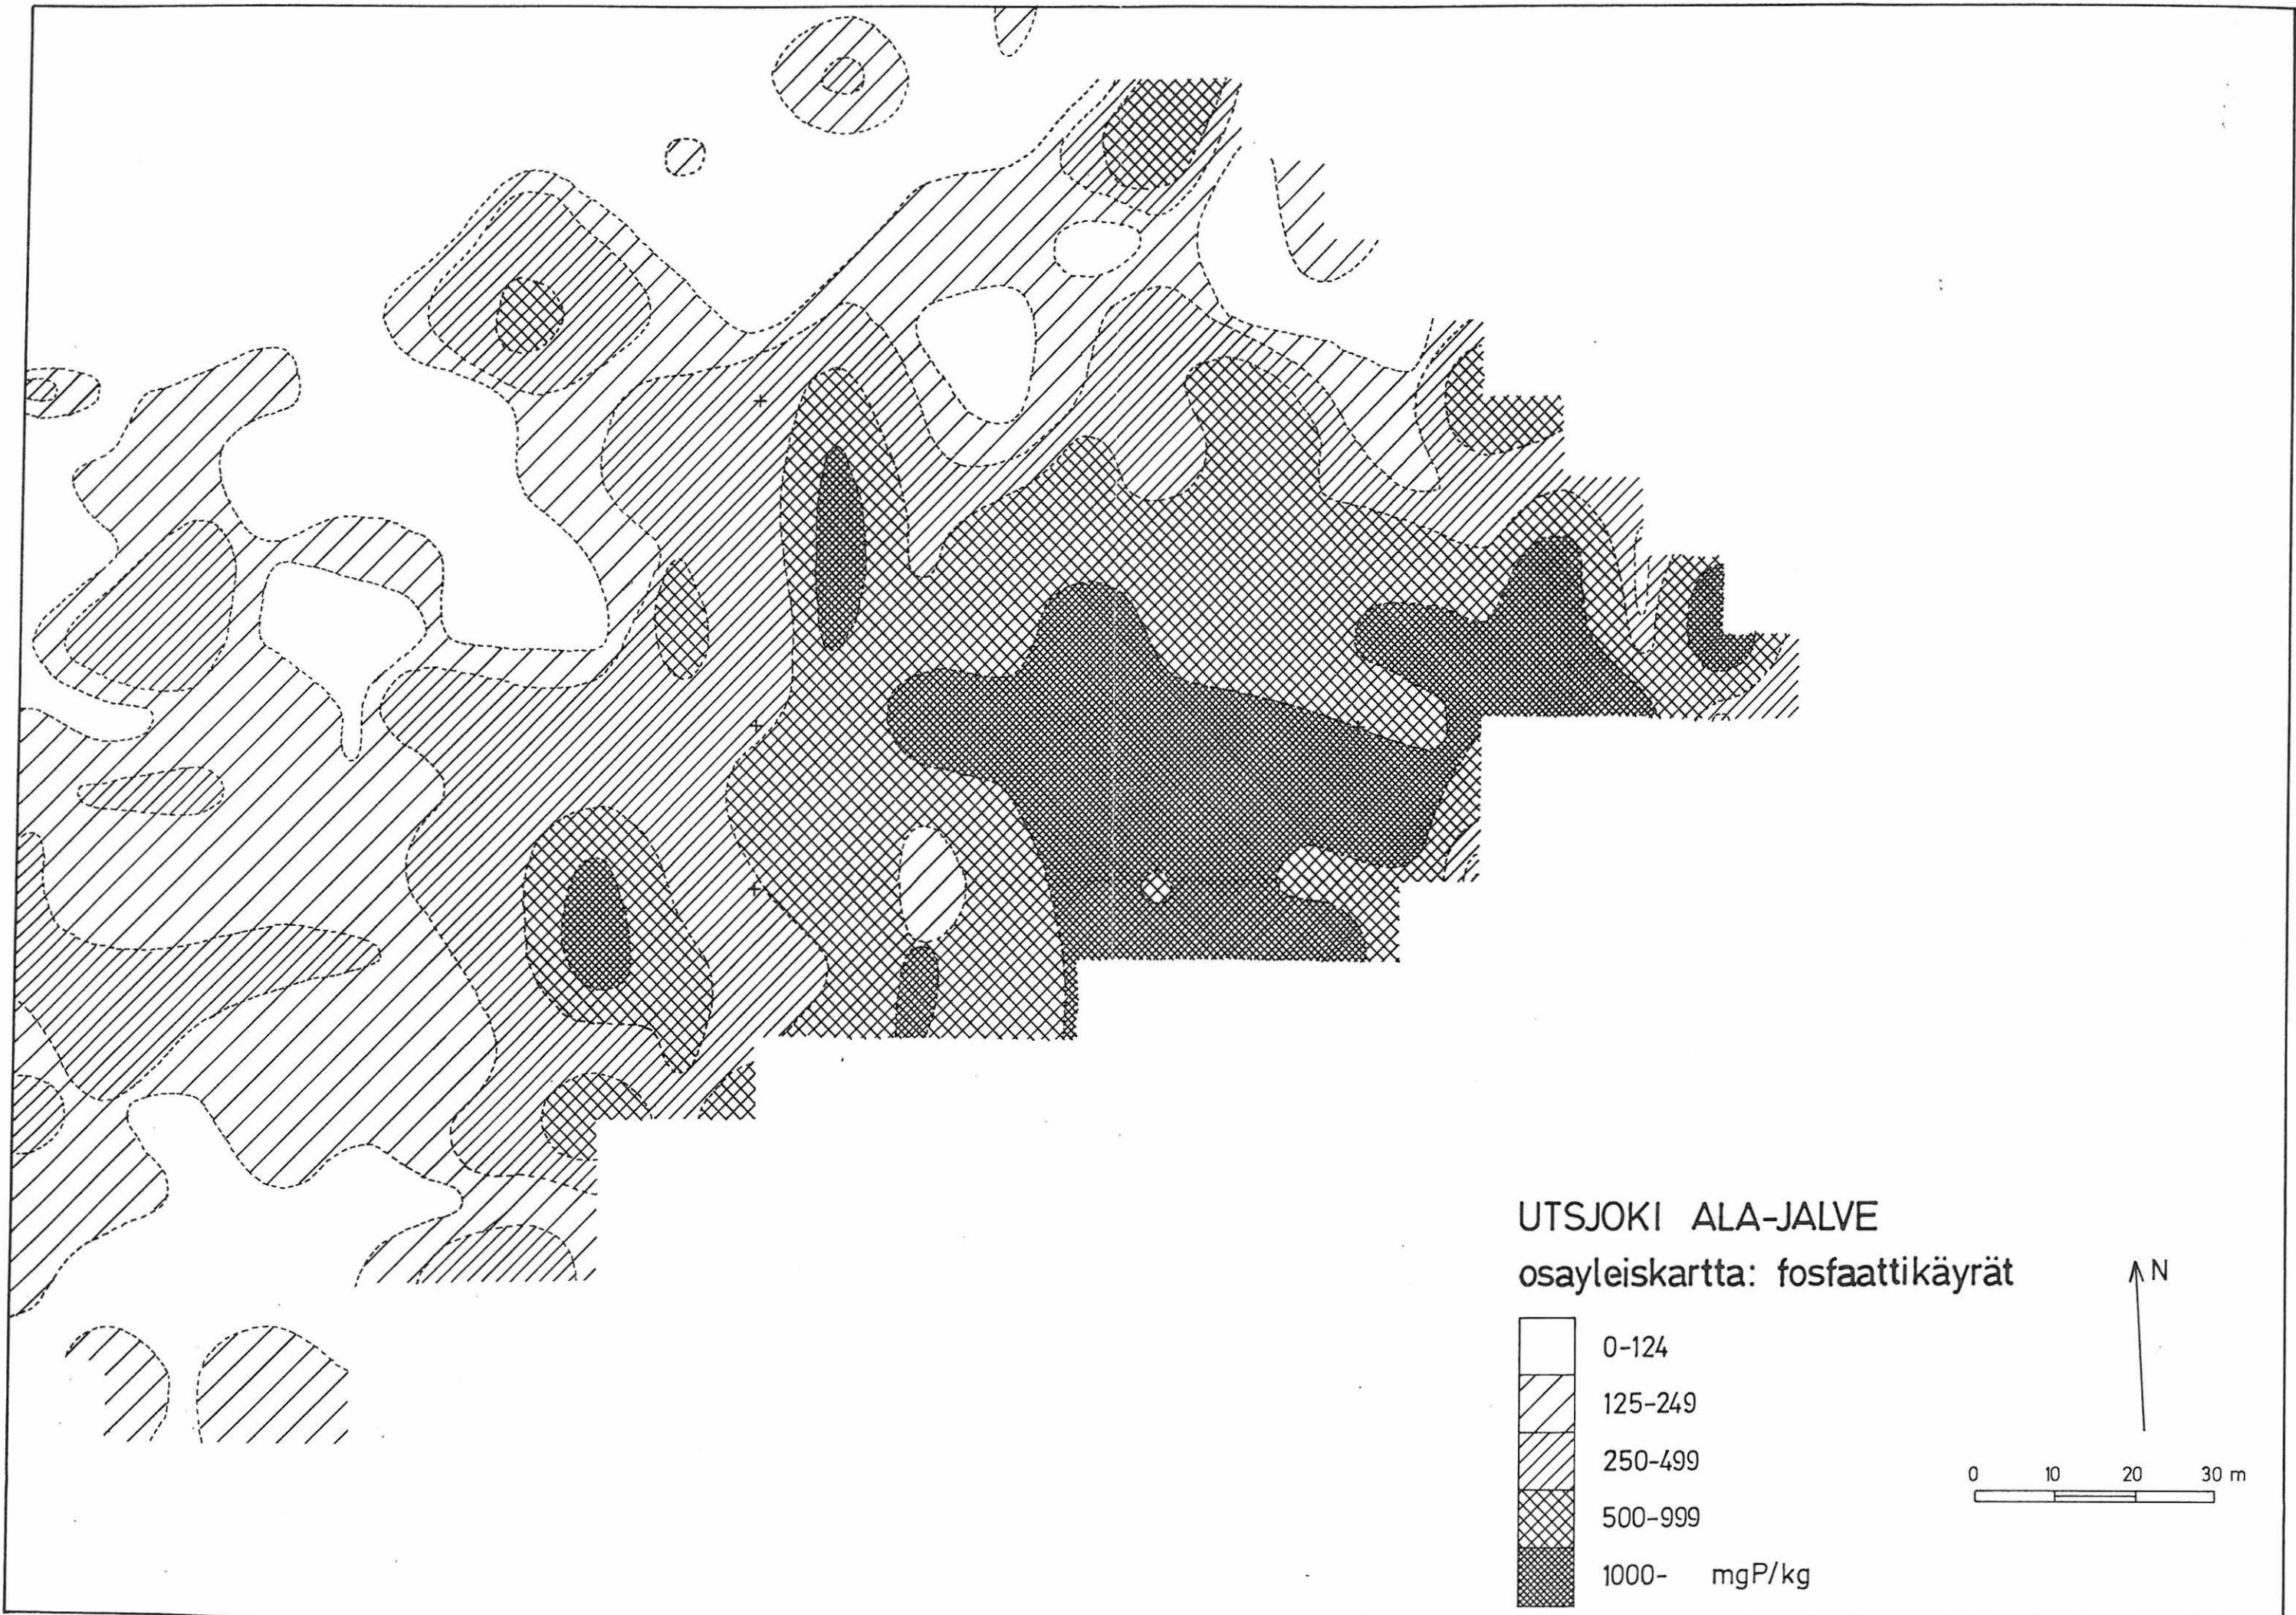 UTSJOKI ALA-JALVE
osayleiskartta: fosfaattikäyrät
N
0-124
125-249
250-499
500-999
1000- mgP/kg
0 10 20 30 m